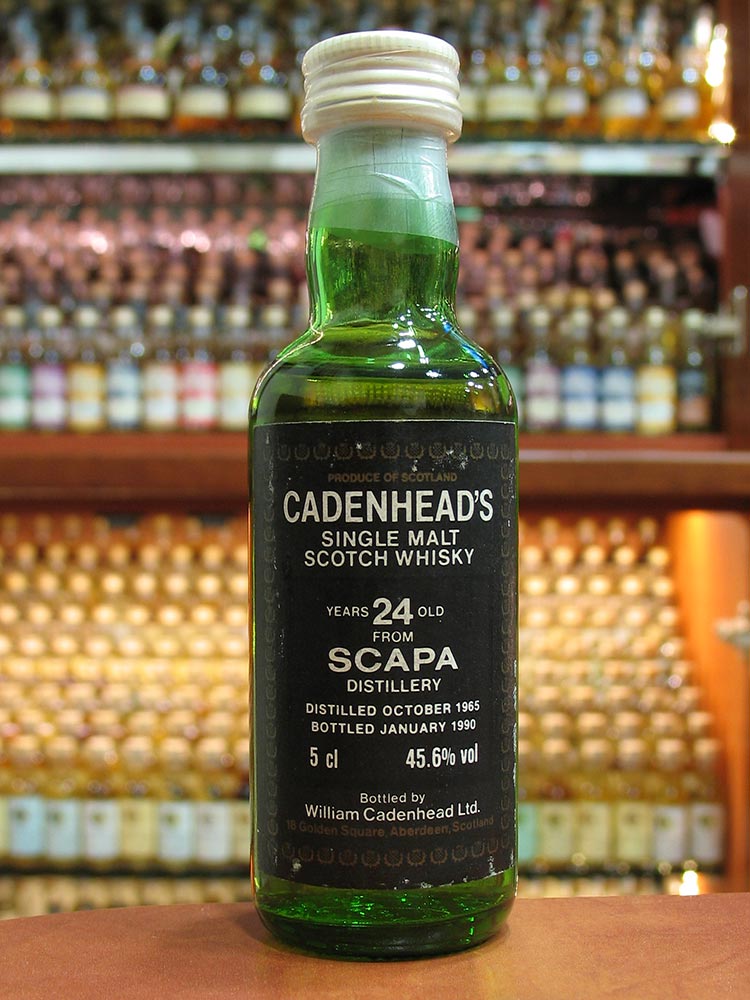 PRODUCE OF SCOTLAND
CADENHEAD'S
SINGLE MALT
SCOTCH WHISKY
YEARS 24 OLD
FROM
SCAPA
DISTILLERY
DISTILLED OCTOBER 1965
BOTTLED JANUARY 1990
5 cl 45.6% vol
Bottled by
William Cadenhead Ltd.
18 Golden Square, Aberdeen, Scotland